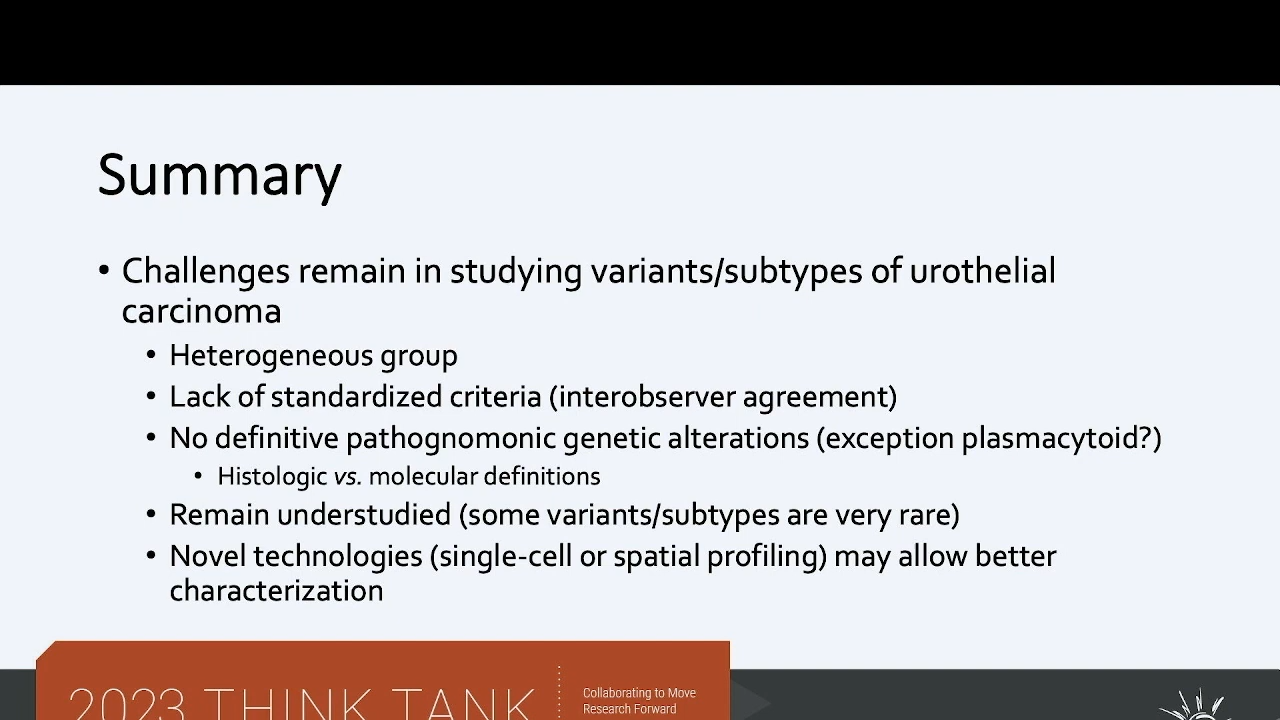 Summary
• Challenges remain in studying variants/subtypes of urothelial
carcinoma
• Heterogeneous group
• Lack of standardized criteria (interobserver agreement)
• No definitive pathognomonic genetic alterations (exception plasmacytoid?)
• Histologic vs. molecular definitions
• Remain understudied (some variants/subtypes are very rare)
• Novel technologies (single-cell or spatial profiling) may allow better
characterization
2023 THINK TANK
Collaborating to Move
Research Forward